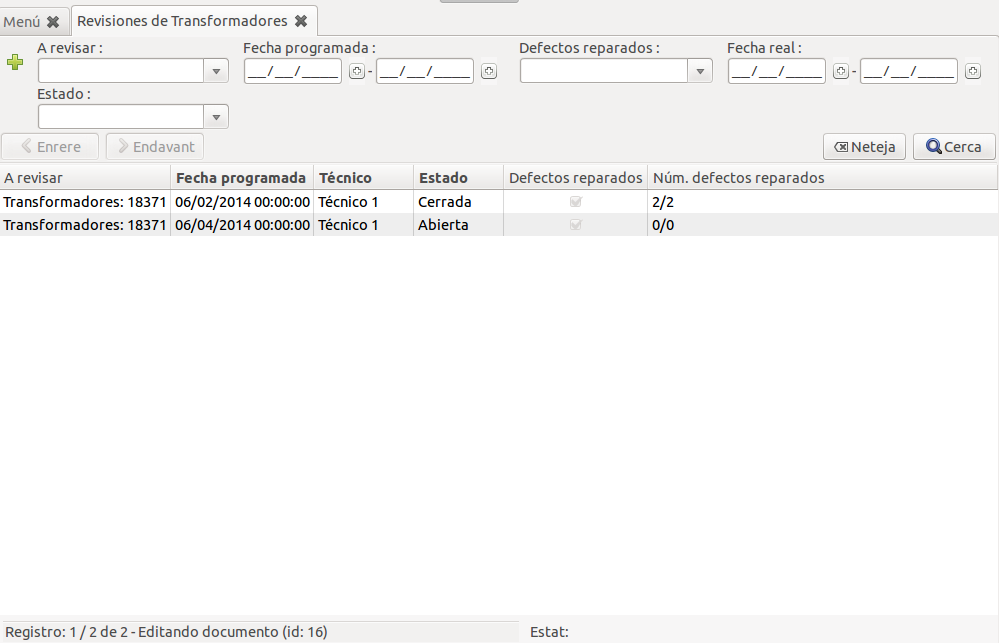 Menú Revisiones de Transformadores
A revisar : Fecha programada : Defectos reparados : Fecha real :
__/__/____ - __/__/____ __/__/____ - __/__/____
Estado :
Enrere Endavant Neteja Cerca
A revisar Fecha programada Técnico Estado Defectos reparados Núm. defectos reparados
Transformadores: 18371 06/02/2014 00:00:00 Técnico 1 Cerrada 2/2
Transformadores: 18371 06/04/2014 00:00:00 Técnico 1 Abierta 0/0
Registro: 1 / 2 de 2 - Editando documento (id: 16) Estat: